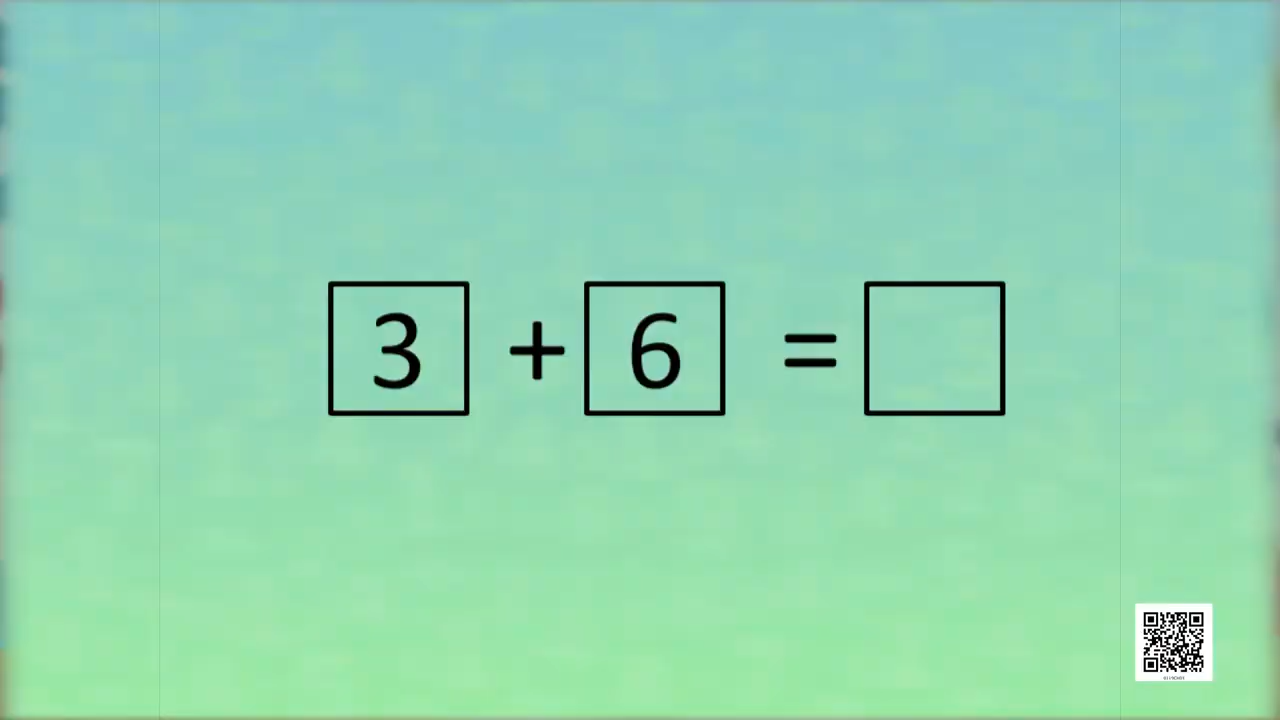 3 + 6 =